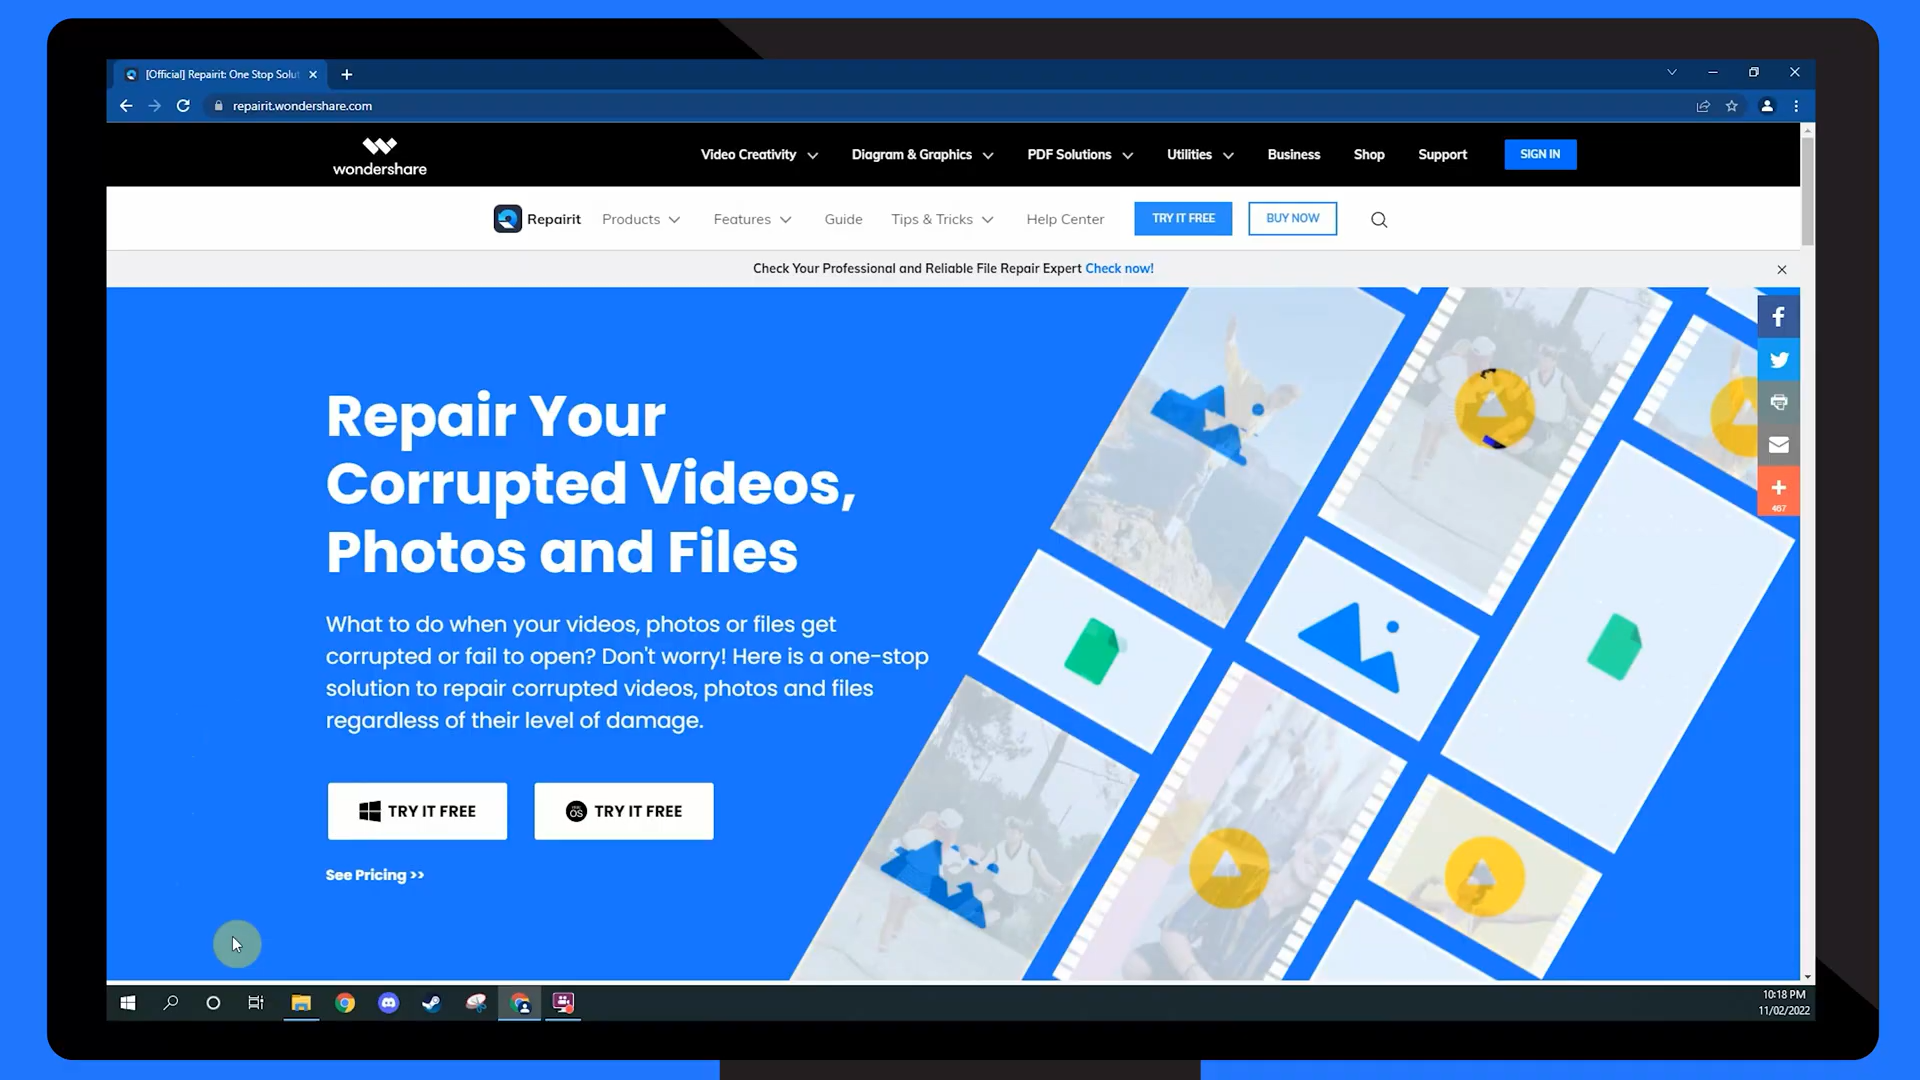 [Official] Repairit: One Stop Solut
repairit.wondershare.com
wondershare
Video Creativity
Diagram & Graphics
PDF Solutions
Utilities
Business
Shop
Support
SIGN IN
Repairit
Products
Features
Guide
Tips & Tricks
Help Center
TRY IT FREE
BUY NOW
Check Your Professional and Reliable File Repair Expert Check now!
Repair Your
Corrupted Videos,
Photos and Files
What to do when your videos, photos or files get
corrupted or fail to open? Don't worry! Here is a one-stop
solution to repair corrupted videos, photos and files
regardless of their level of damage.
TRY IT FREE
TRY IT FREE
See Pricing >>
467
10:18 PM
11/02/2022